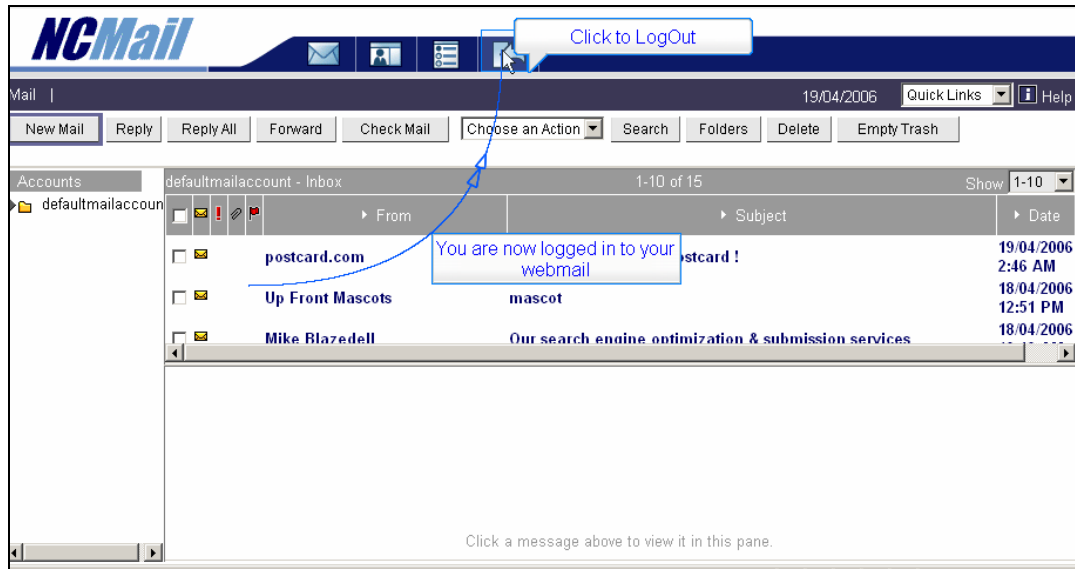 NCMail
Click to LogOut
Mail |
19/04/2006
Quick Links
i Help
New Mail
Reply
Reply All
Forward
Check Mail
Choose an Action
Search
Folders
Delete
Empty Trash
Accounts
defaultmailaccount - Inbox
1-10 of 15
Show 1-10
defaultmailaccoun
! From
Subject
Date
postcard.com
stcard !
19/04/2006
2:46 AM
You are now logged in to your
webmail
Up Front Mascots
mascot
18/04/2006
12:51 PM
Mike Blazedell
Our search engine optimization & submission services
18/04/2006
Click a message above to view it in this pane.